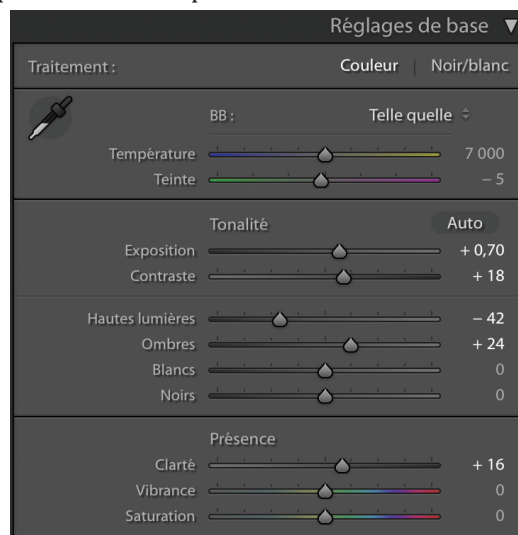 Réglages de base ▼
Traitement : Couleur | Noir/blanc
BB : Telle quelle
Température 7 000
Teinte – 5
Tonalité Auto
Exposition + 0,70
Contraste + 18
Hautes lumières – 42
Ombres + 24
Blancs 0
Noirs 0
Présence
Clarté + 16
Vibrance 0
Saturation 0